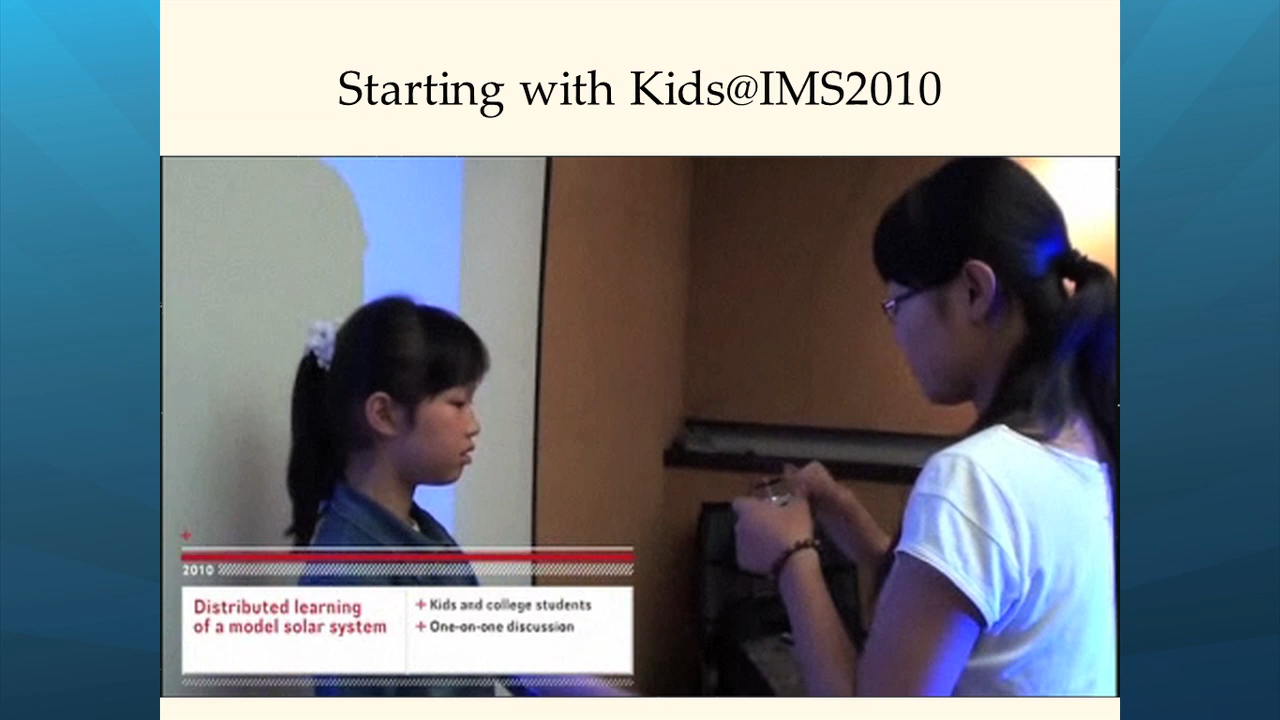 Starting with Kids@IMS2010
2010
Distributed learning
of a model solar system
+ Kids and college students
+ One-on-one discussion